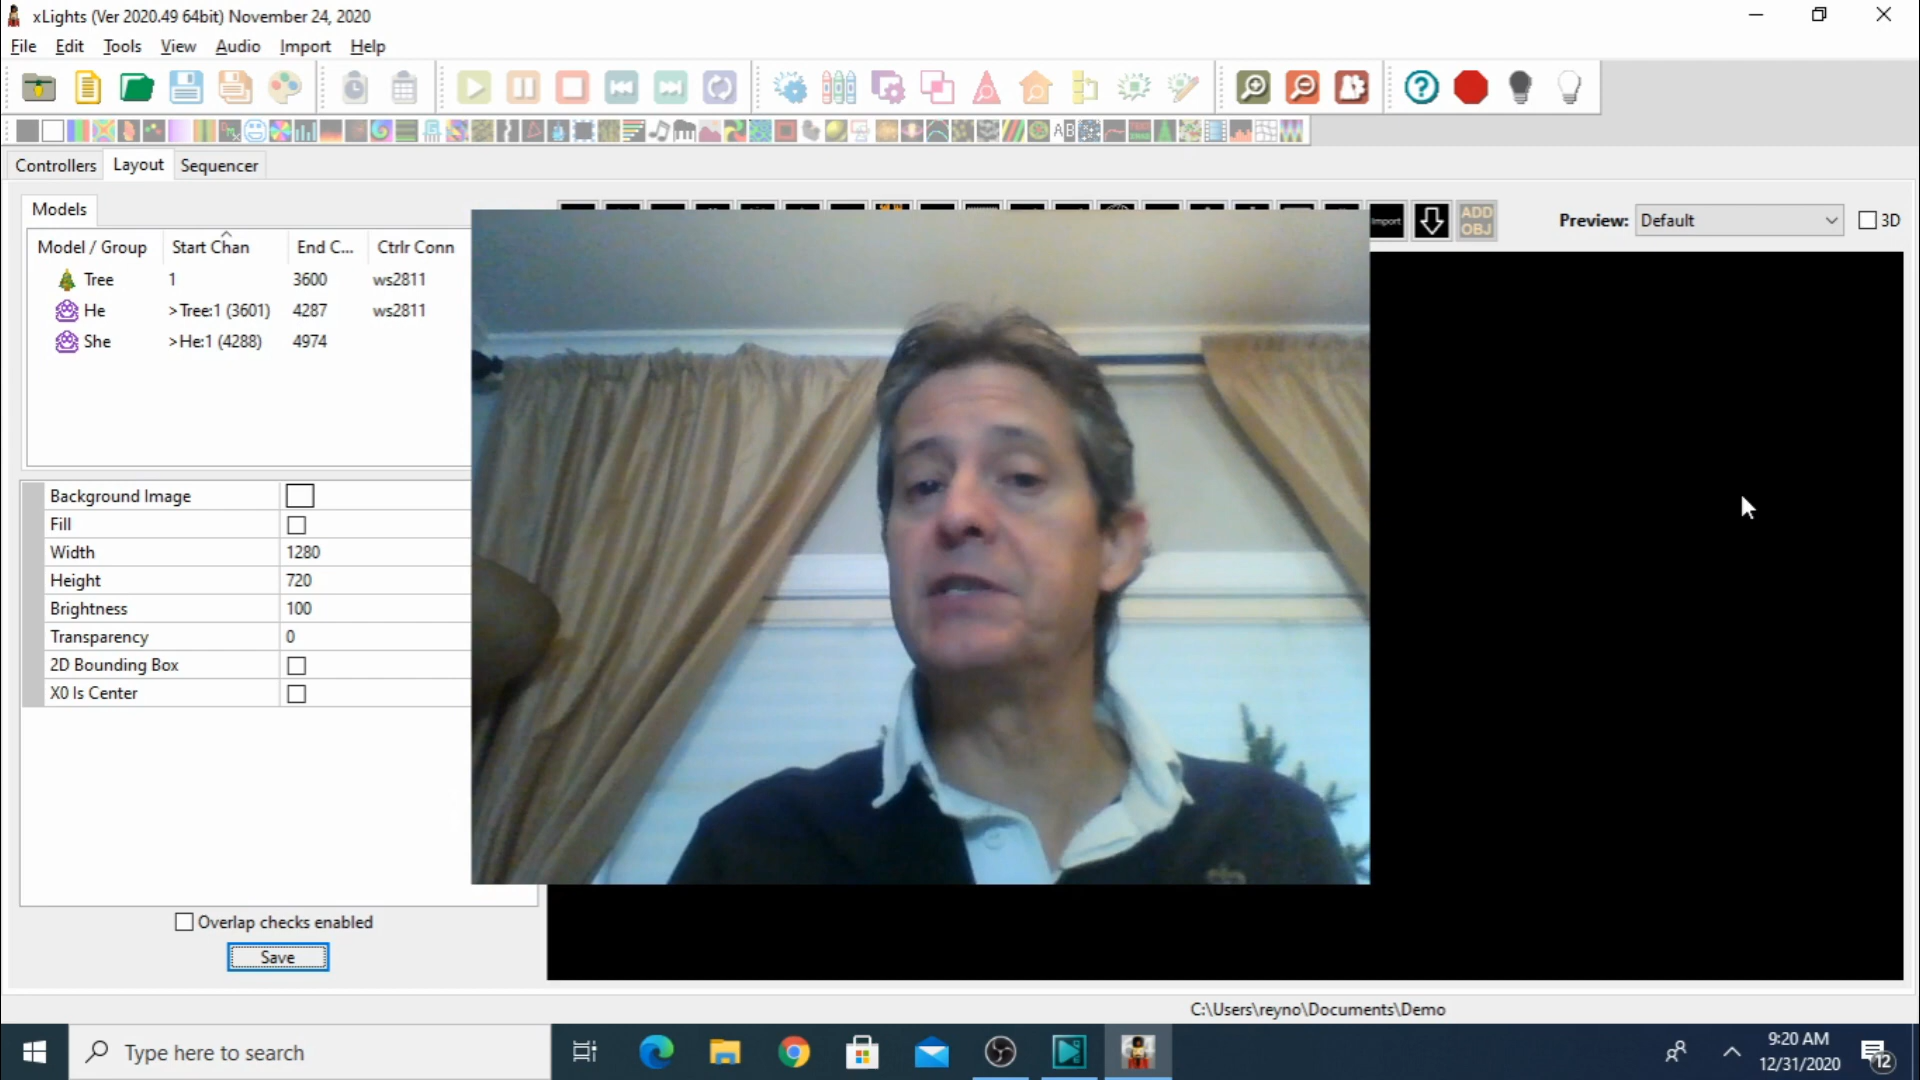 xLights (Ver 2020.49 64bit) November 24, 2020
File Edit Tools View Audio Import Help
Controllers Layout Sequencer
Models
Model / Group Start Chan End C... Ctrlr Conn
Tree 1 3600 ws2811
He >Tree:1 (3601) 4287 ws2811
She >He:1 (4288) 4974
import
ADD
OBJ
Preview: Default 3D
Background Image
Fill
Width 1280
Height 720
Brightness 100
Transparency 0
2D Bounding Box
X0 Is Center
Overlap checks enabled
Save
C:\Users\reyno\Documents\Demo
Type here to search
9:20 AM
12/31/2020
12